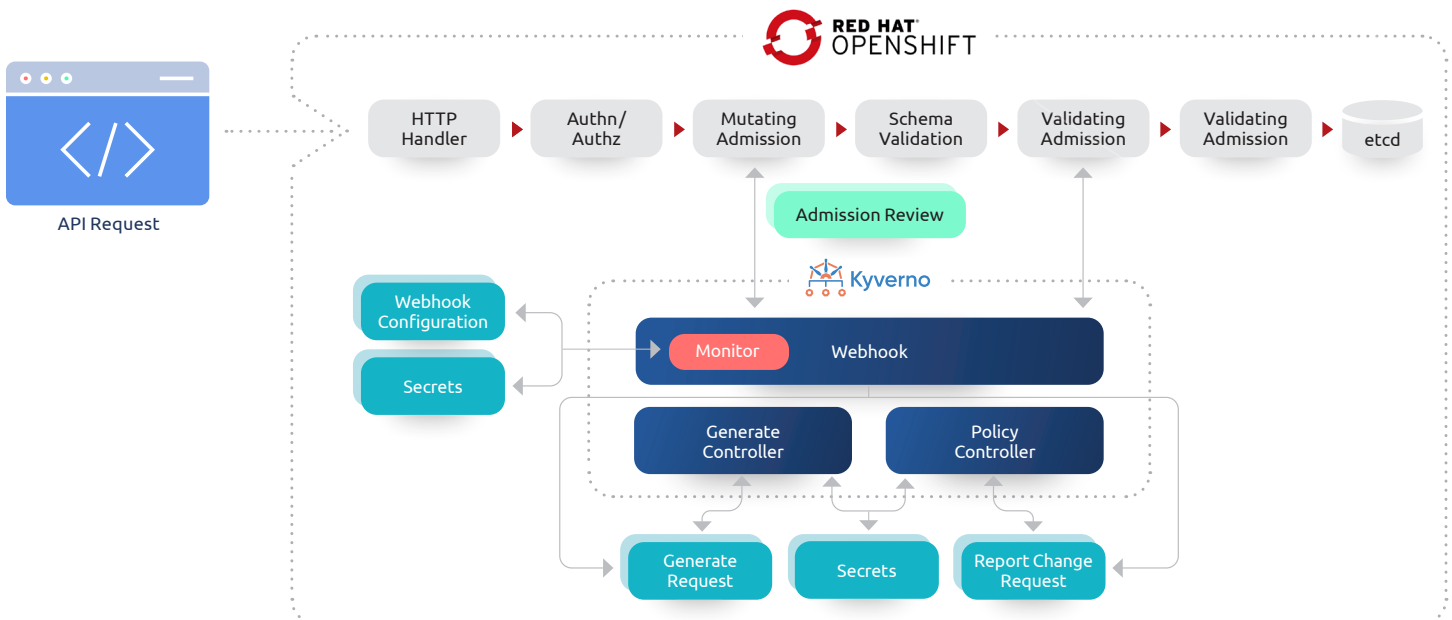 RED HAT®
OPENSHIFT
HTTP
Handler
Authn/
Authz
Mutating
Admission
Schema
Validation
Validating
Admission
Validating
Admission
etcd
API Request
Admission Review
Kyverno
Webhook
Configuration
Secrets
Monitor
Webhook
Generate
Controller
Policy
Controller
Generate
Request
Secrets
Report Change
Request